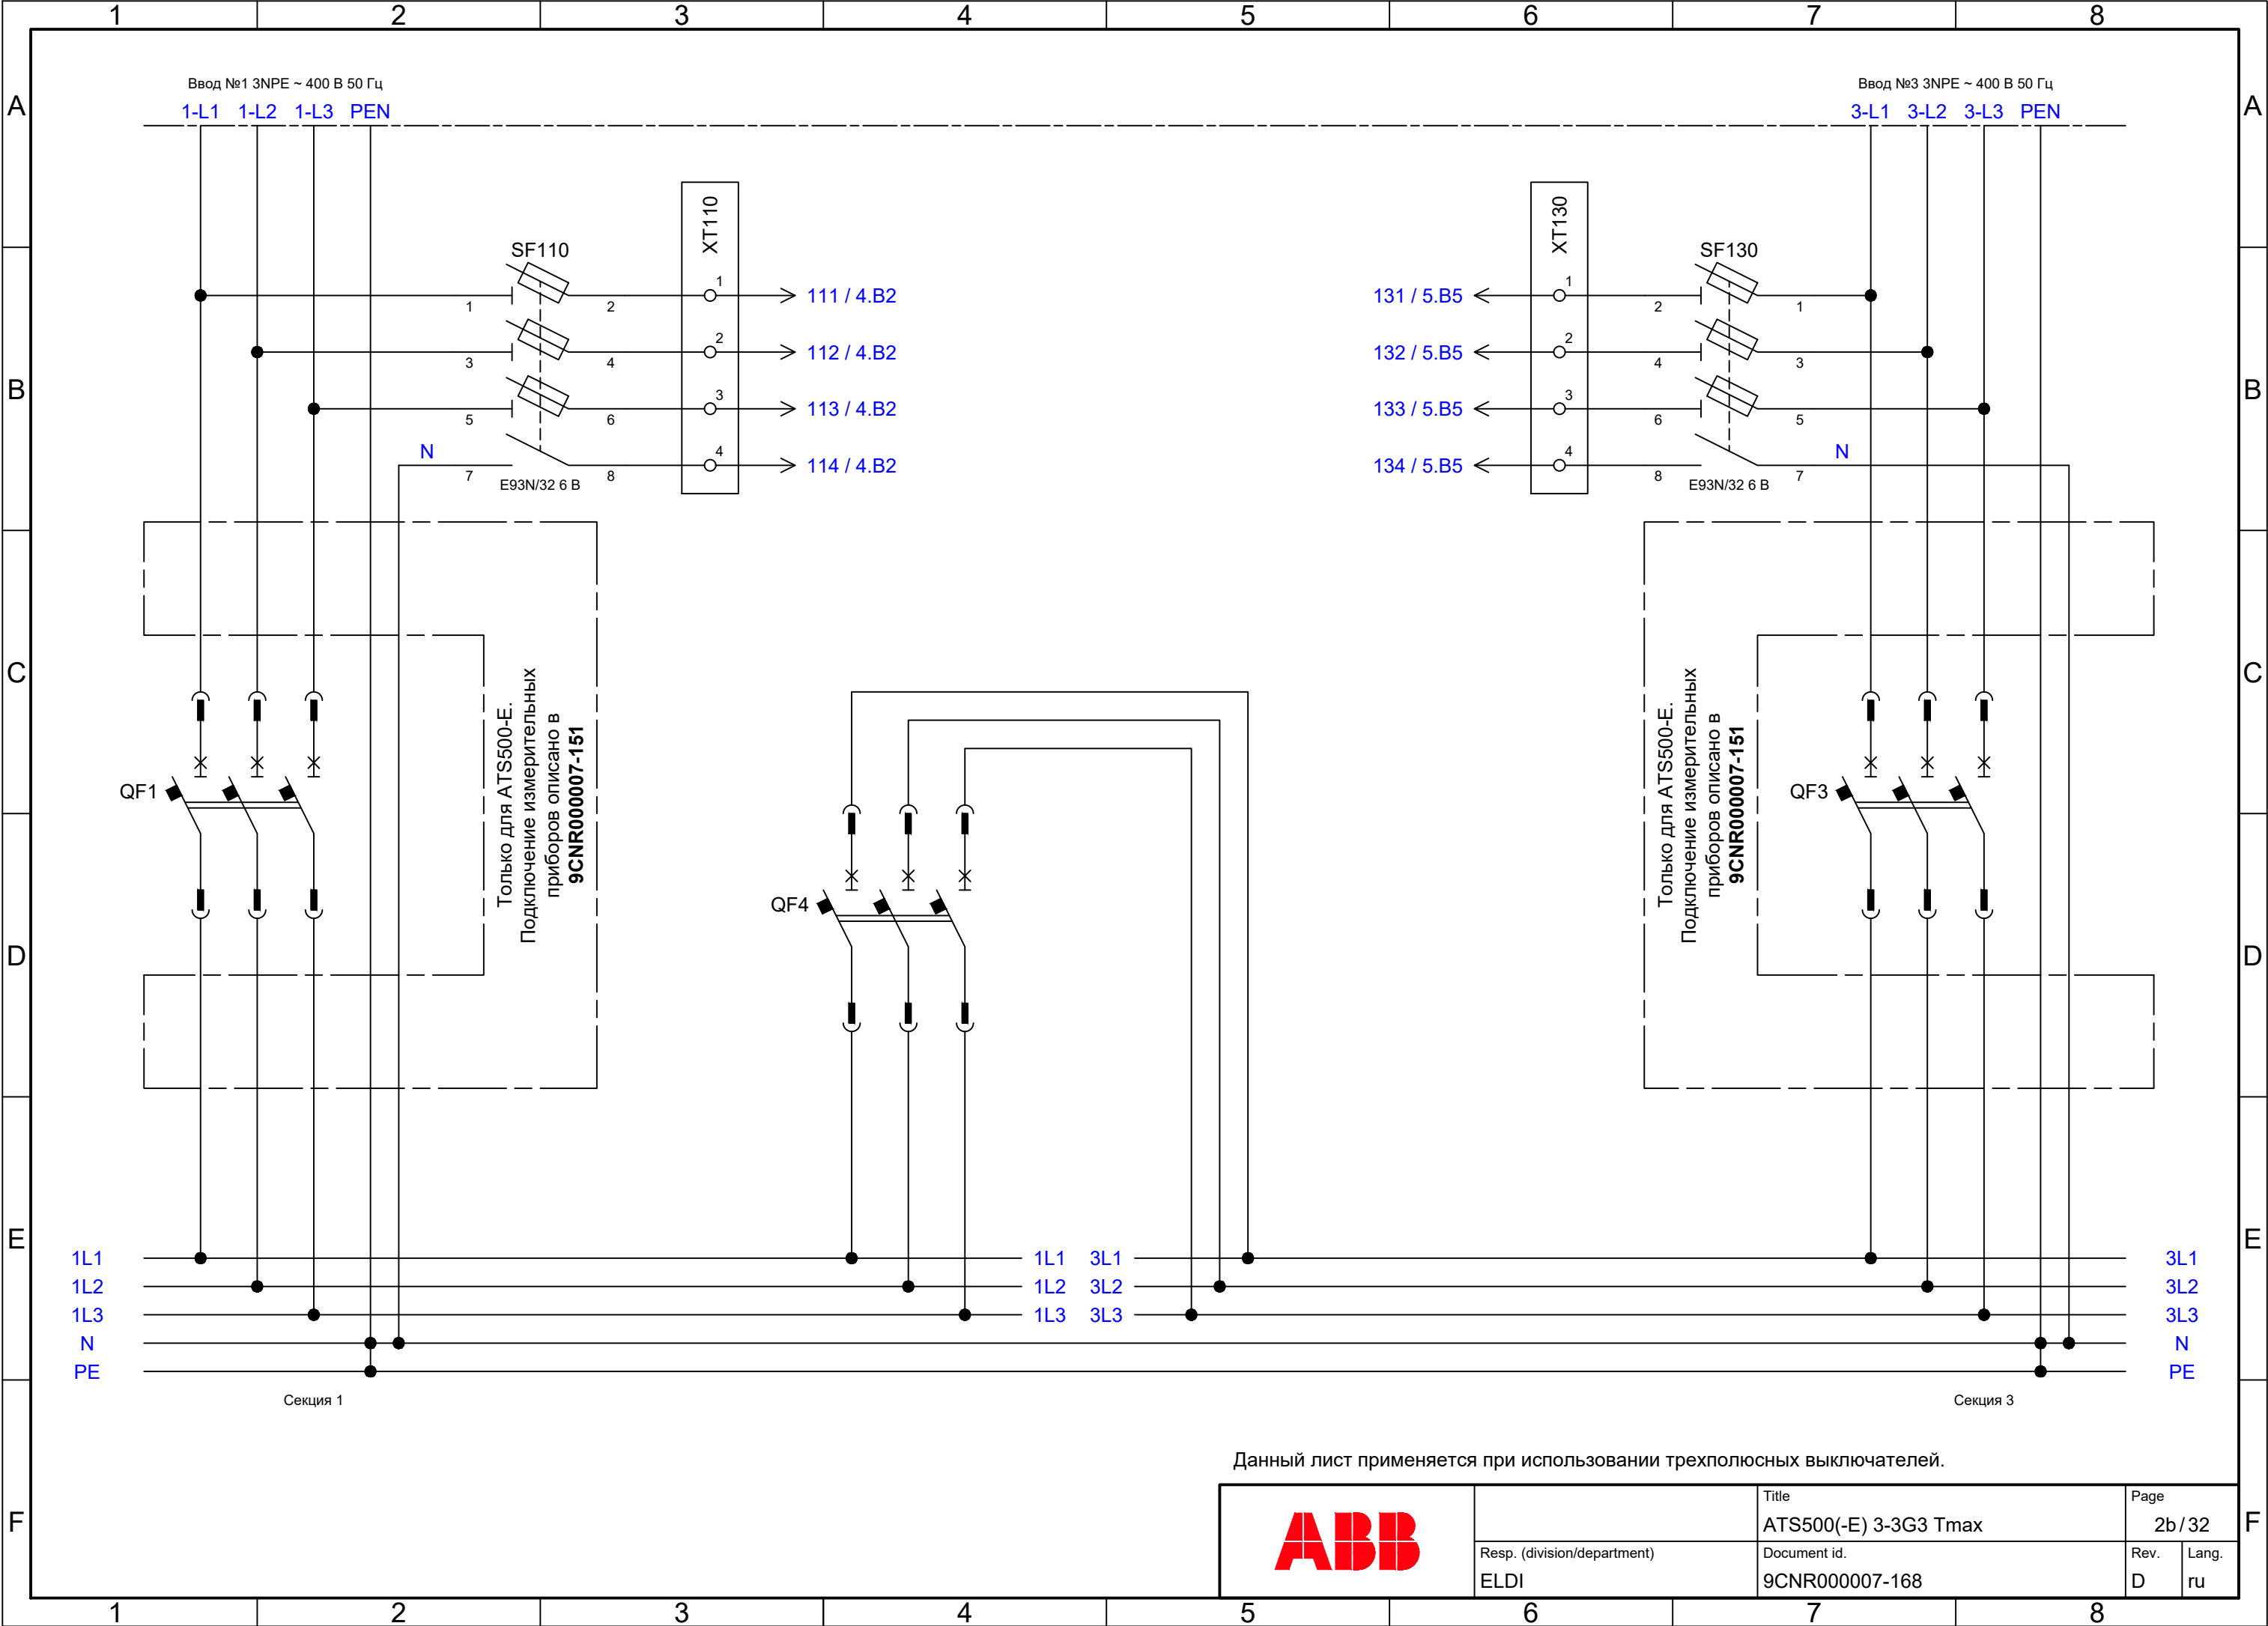 1 2 3 4 5 6 7 8
A A
B B
C C
D D
E E
F F
Ввод №1 3NPE ~ 400 В 50 Гц
1-L1 1-L2 1-L3 PEN
Ввод №3 3NPE ~ 400 В 50 Гц
3-L1 3-L2 3-L3 PEN
SF110
XT110
1 2 1 111 / 4.B2
3 4 2 112 / 4.B2
5 6 3 113 / 4.B2
N
7 8 4 114 / 4.B2
E93N/32 6 В
XT130
SF130
131 / 5.B5 1 2 1
132 / 5.B5 2 4 3
133 / 5.B5 3 6 5
N
134 / 5.B5 4 8 7
E93N/32 6 В
QF1
Только для ATS500-E.
Подключение измерительных
приборов описано в
9CNR000007-151
QF4
Только для ATS500-E.
Подключение измерительных
приборов описано в
9CNR000007-151
QF3
1L1 1L1 3L1 3L1
1L2 1L2 3L2 3L2
1L3 1L3 3L3 3L3
N N
PE PE
Секция 1
Секция 3
Данный лист применяется при использовании трехполюсных выключателей.
ABB
Title
ATS500(-E) 3-3G3 Tmax
Page
2b/32
Resp. (division/department)
ELDI
Document id.
9CNR000007-168
Rev.
D
Lang.
ru
1 2 3 4 5 6 7 8